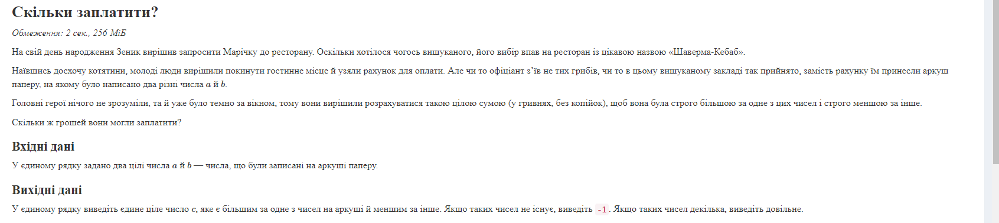 Скільки заплатити?
Обмеження: 2 сек., 256 МіБ
На свій день народження Зеник вирішив запросити Марічку до ресторану. Оскільки хотілося чогось вишуканого, його вибір впав на ресторан із цікавою назвою «Шаверма-Кебаб».
Наївшись досхочу котятини, молоді люди вирішили покинути гостинне місце й узяли рахунок для оплати. Але чи то офіціант з’їв не тих грибів, чи то в цьому вишуканому закладі так прийнято, замість рахунку їм принесли аркуш
паперу, на якому було написано два різні числа a й b.
Головні герої нічого не зрозуміли, та й уже було темно за вікном, тому вони вирішили розрахуватися такою цілою сумою (у гривнях, без копійок), щоб вона була строго більшою за одне з цих чисел і строго меншою за інше.
Скільки ж грошей вони могли заплатити?
Вхідні дані
У єдиному рядку задано два цілі числа a й b — числа, що були записані на аркуші паперу.
Вихідні дані
У єдиному рядку виведіть єдине ціле число c, яке є більшим за одне з чисел на аркуші й меншим за інше. Якщо таких чисел не існує, виведіть -1. Якщо таких чисел декілька, виведіть довільне.